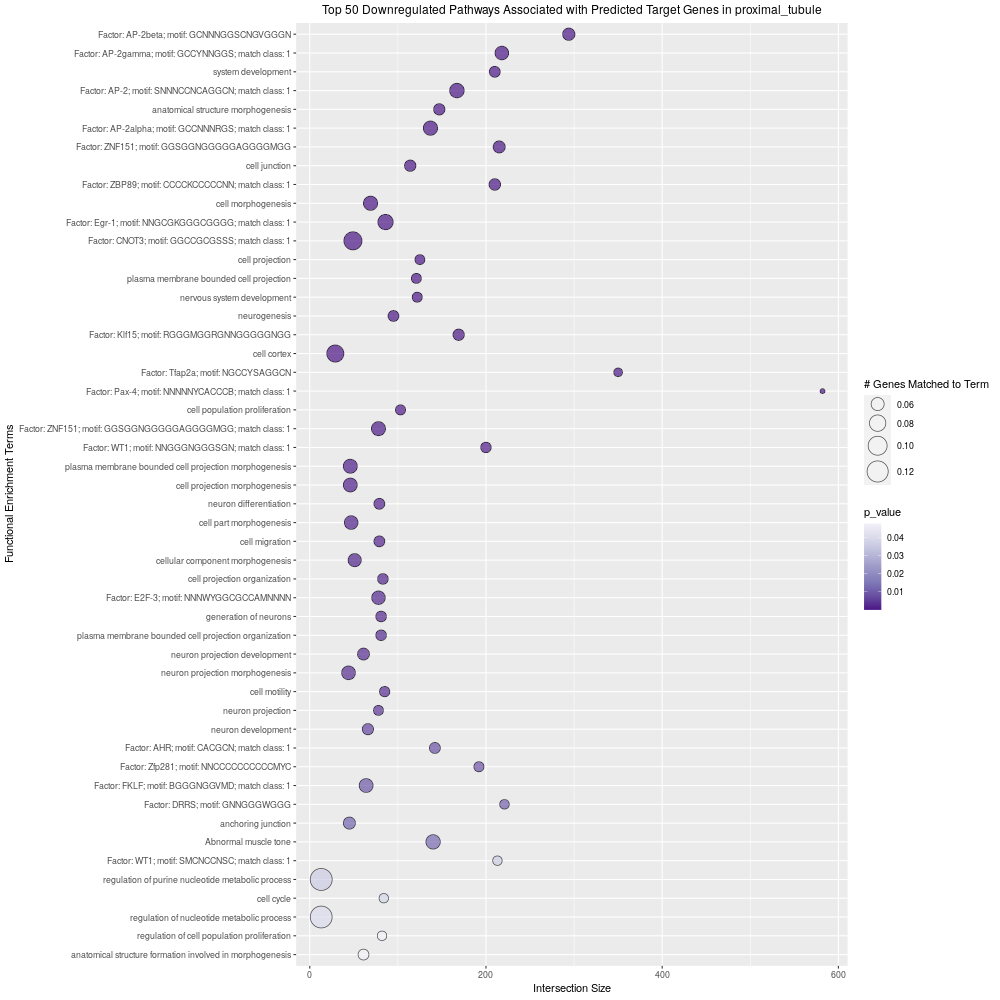 Top 50 Downregulated Pathways Associated with Predicted Target Genes in proximal_tubule
Functional Enrichment Terms
Factor: AP-2beta; motif: GCNNNGGSCNGVGGGN
Factor: AP-2gamma; motif: GCCYNNGGS; match class: 1
system development
Factor: AP-2; motif: SNNNCCNCAGGCN; match class: 1
anatomical structure morphogenesis
Factor: AP-2alpha; motif: GCCNNNRGS; match class: 1
Factor: ZNF151; motif: GGSGGNGGGGGAGGGGMGG
cell junction
Factor: ZBP89; motif: CCCCKCCCCCNN; match class: 1
cell morphogenesis
Factor: Egr-1; motif: NNGCGKGGGCGGGG; match class: 1
Factor: CNOT3; motif: GGCCGCGSSS; match class: 1
cell projection
plasma membrane bounded cell projection
nervous system development
neurogenesis
Factor: Klf15; motif: RGGGMGGRGNNGGGGGNGG
cell cortex
Factor: Tfap2a; motif: NGCCYSAGGCN
Factor: Pax-4; motif: NNNNNYCACCCB; match class: 1
cell population proliferation
Factor: ZNF151; motif: GGSGGNGGGGGAGGGGMGG; match class: 1
Factor: WT1; motif: NNGGGNGGGSGN; match class: 1
plasma membrane bounded cell projection morphogenesis
cell projection morphogenesis
neuron differentiation
cell part morphogenesis
cell migration
cellular component morphogenesis
cell projection organization
Factor: E2F-3; motif: NNNWYGGCGCCAMNNNN
generation of neurons
plasma membrane bounded cell projection organization
neuron projection development
neuron projection morphogenesis
cell motility
neuron projection
neuron development
Factor: AHR; motif: CACGCN; match class: 1
Factor: Zfp281; motif: NNCCCCCCCCCCMYC
Factor: FKLF; motif: BGGGNGGVMD; match class: 1
Factor: DRRS; motif: GNNGGGWGGG
anchoring junction
Abnormal muscle tone
Factor: WT1; motif: SMCNCCNSC; match class: 1
regulation of purine nucleotide metabolic process
cell cycle
regulation of nucleotide metabolic process
regulation of cell population proliferation
anatomical structure formation involved in morphogenesis
0
200
400
600
Intersection Size
# Genes Matched to Term
0.06
0.08
0.10
0.12
p_value
0.04
0.03
0.02
0.01